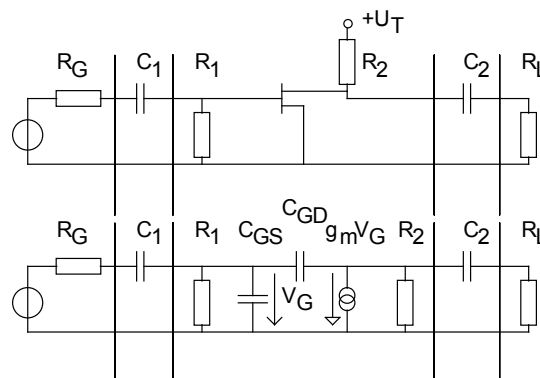 +U_T
R_G C_1 R_1 R_2 C_2 R_L
C_GD
R_G C_1 R_1 C_GS g_mV_G R_2 C_2 R_L
V_G